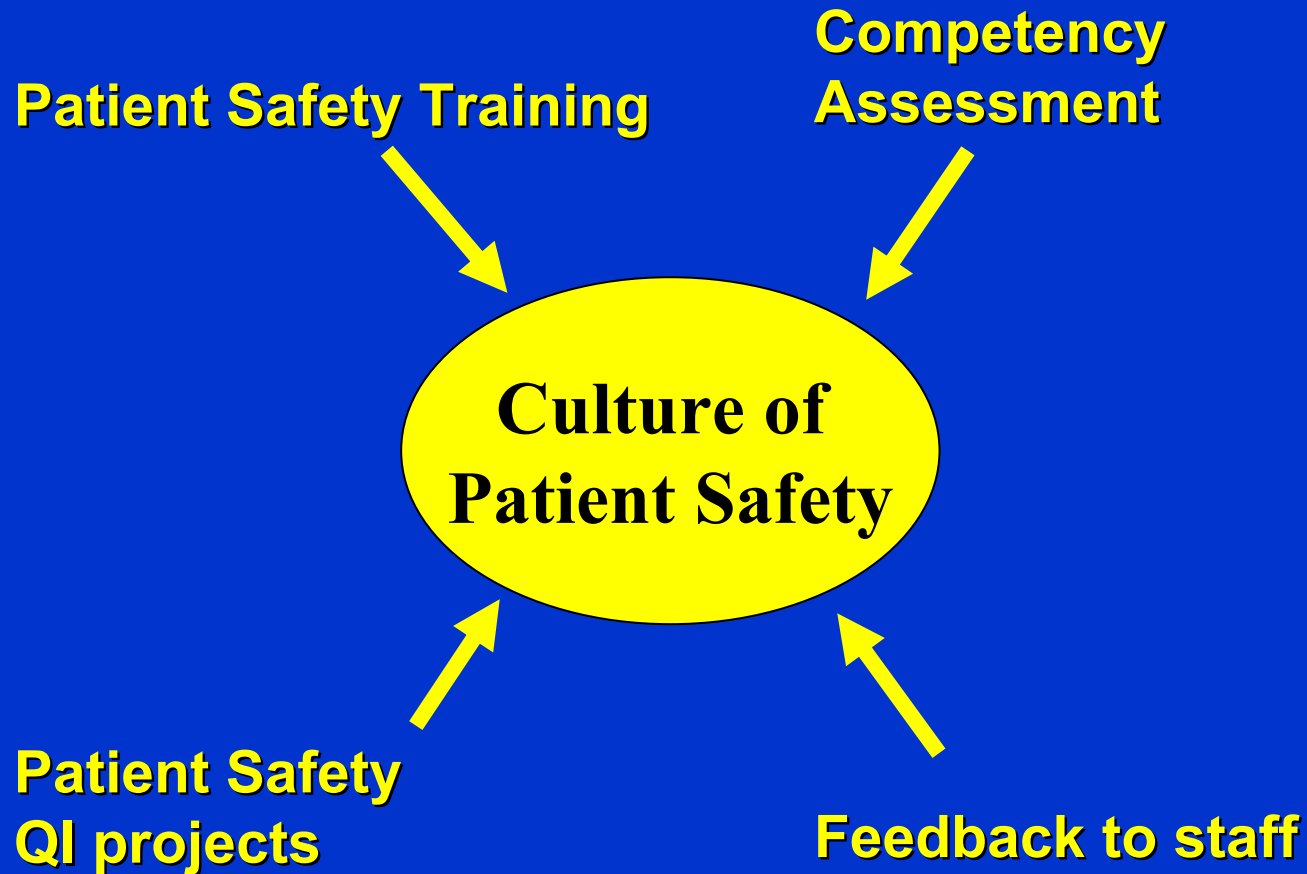 Patient Safety Training
Competency
Assessment
Culture of
Patient Safety
Patient Safety
QI projects
Feedback to staff